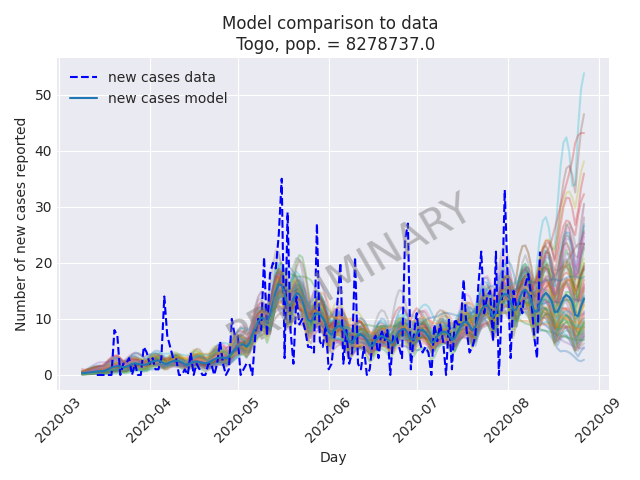 Model comparison to data
Togo, pop. = 8278737.0
new cases data
new cases model
PRELIMINARY
Number of new cases reported
50
40
30
20
10
0
2020-03
2020-04
2020-05
2020-06
2020-07
2020-08
2020-09
Day